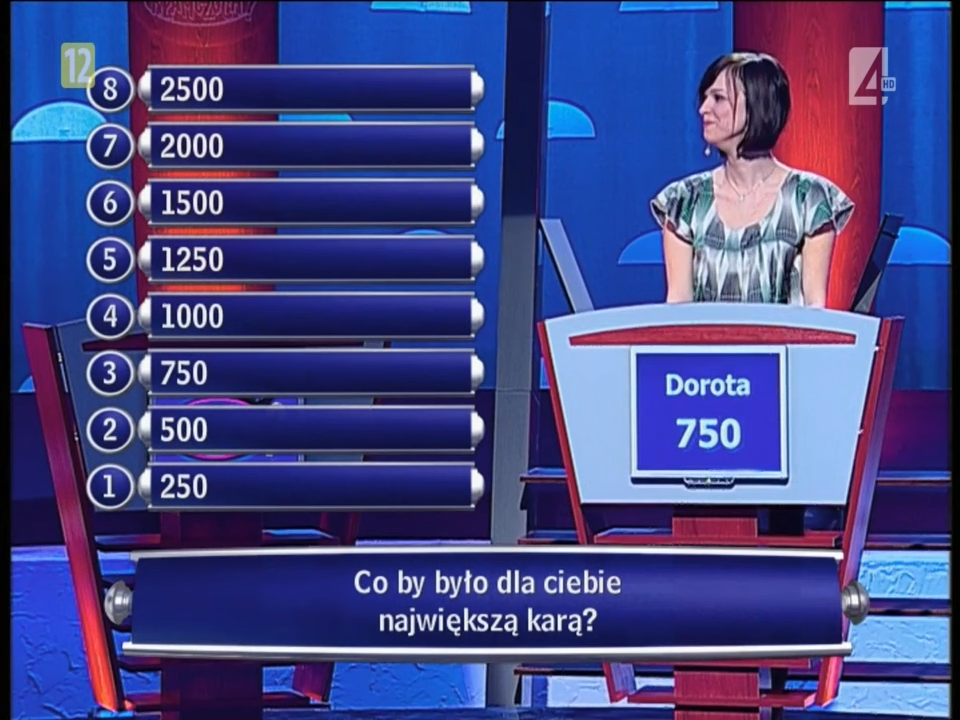 12
4
HD
8 2500
7 2000
6 1500
5 1250
4 1000
3 750
2 500
1 250
Dorota
750
Co by było dla ciebie
największą karą?